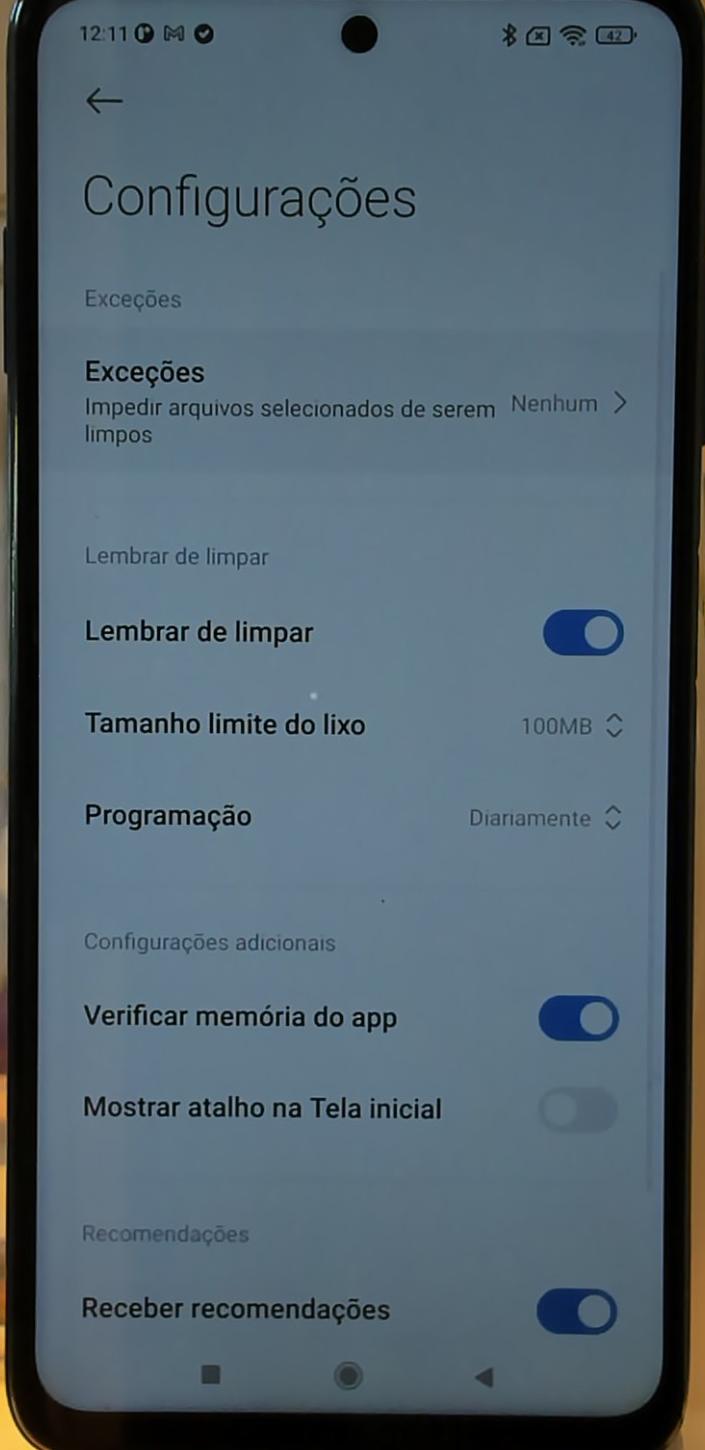 12:11 42
Configurações
Exceções
Exceções
Impedir arquivos selecionados de serem
limpos
Nenhum
Lembrar de limpar
Lembrar de limpar
Tamanho limite do lixo 100MB
Programação Diariamente
Configurações adicionais
Verificar memória do app
Mostrar atalho na Tela inicial
Recomendações
Receber recomendações